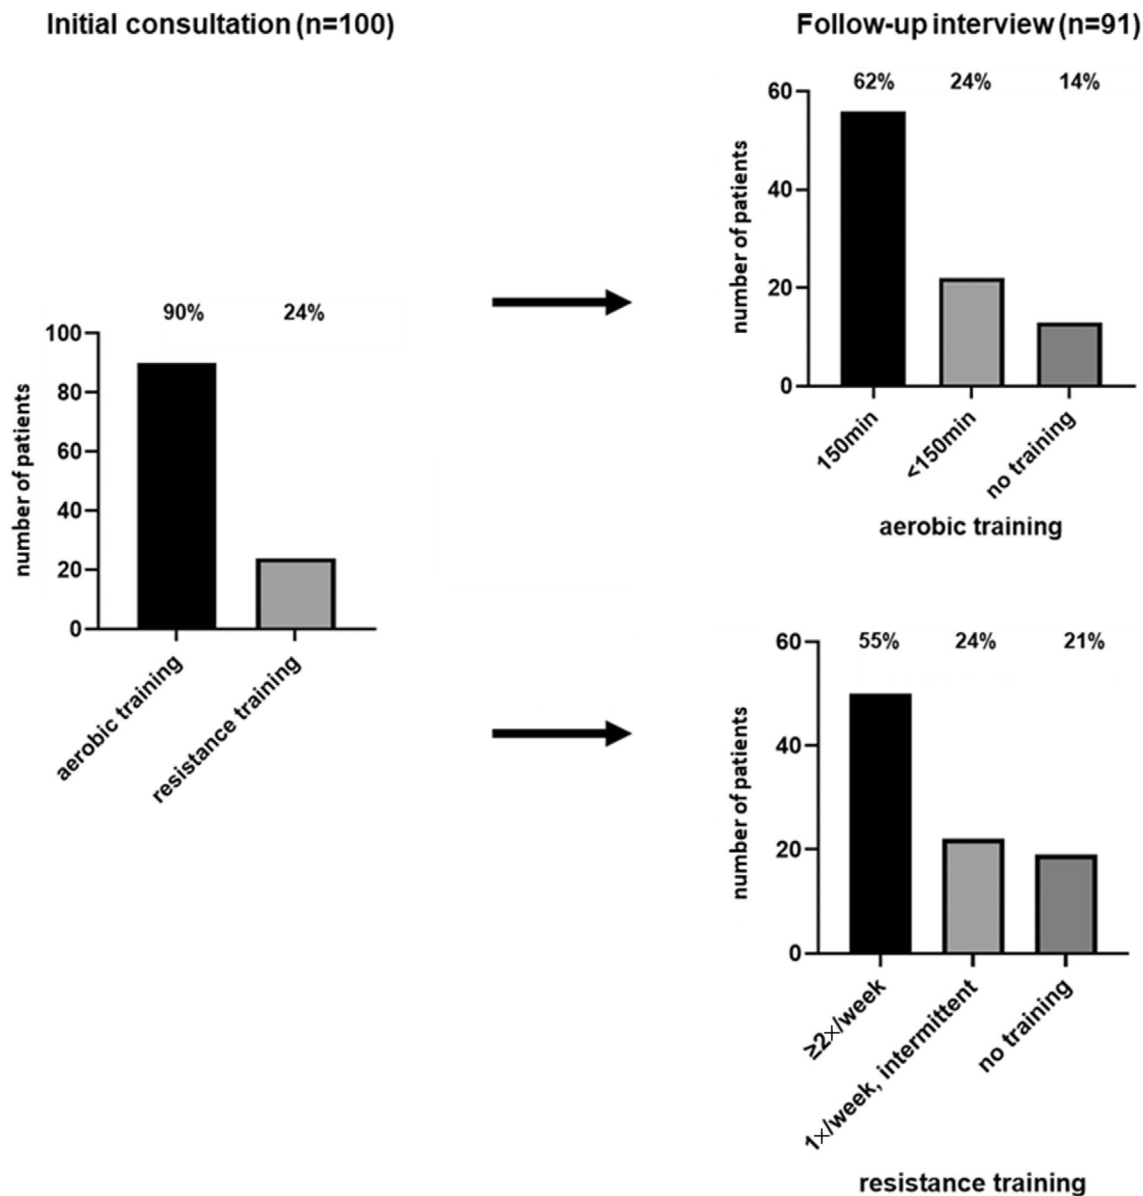 Initial consultation (n=100)
Follow-up interview (n=91)
90% 24%
100
80
60
40
20
0
number of patients
aerobic training
resistance training
62% 24% 14%
60
40
20
0
number of patients
150min
<150min
no training
aerobic training
55% 24% 21%
60
40
20
0
number of patients
≥2×/week
1×/week, intermittent
no training
resistance training